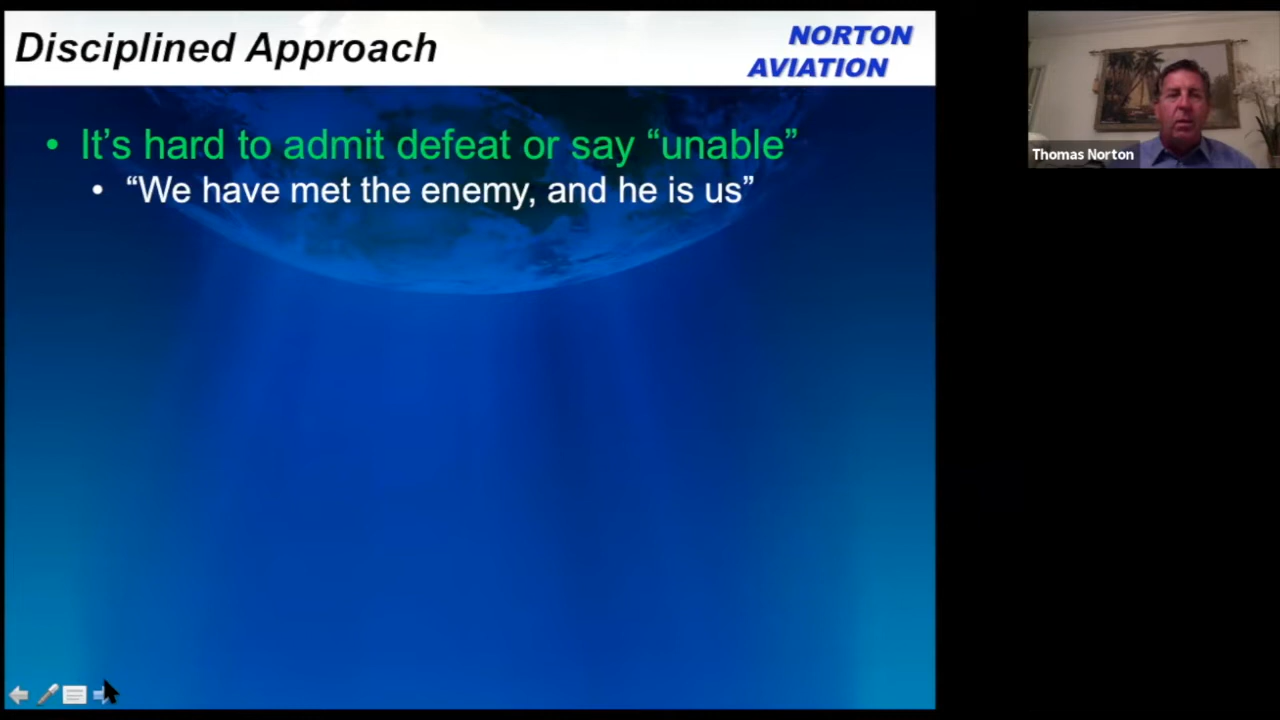 Disciplined Approach
NORTON
AVIATION
• It’s hard to admit defeat or say “unable”
• “We have met the enemy, and he is us”
Thomas Norton